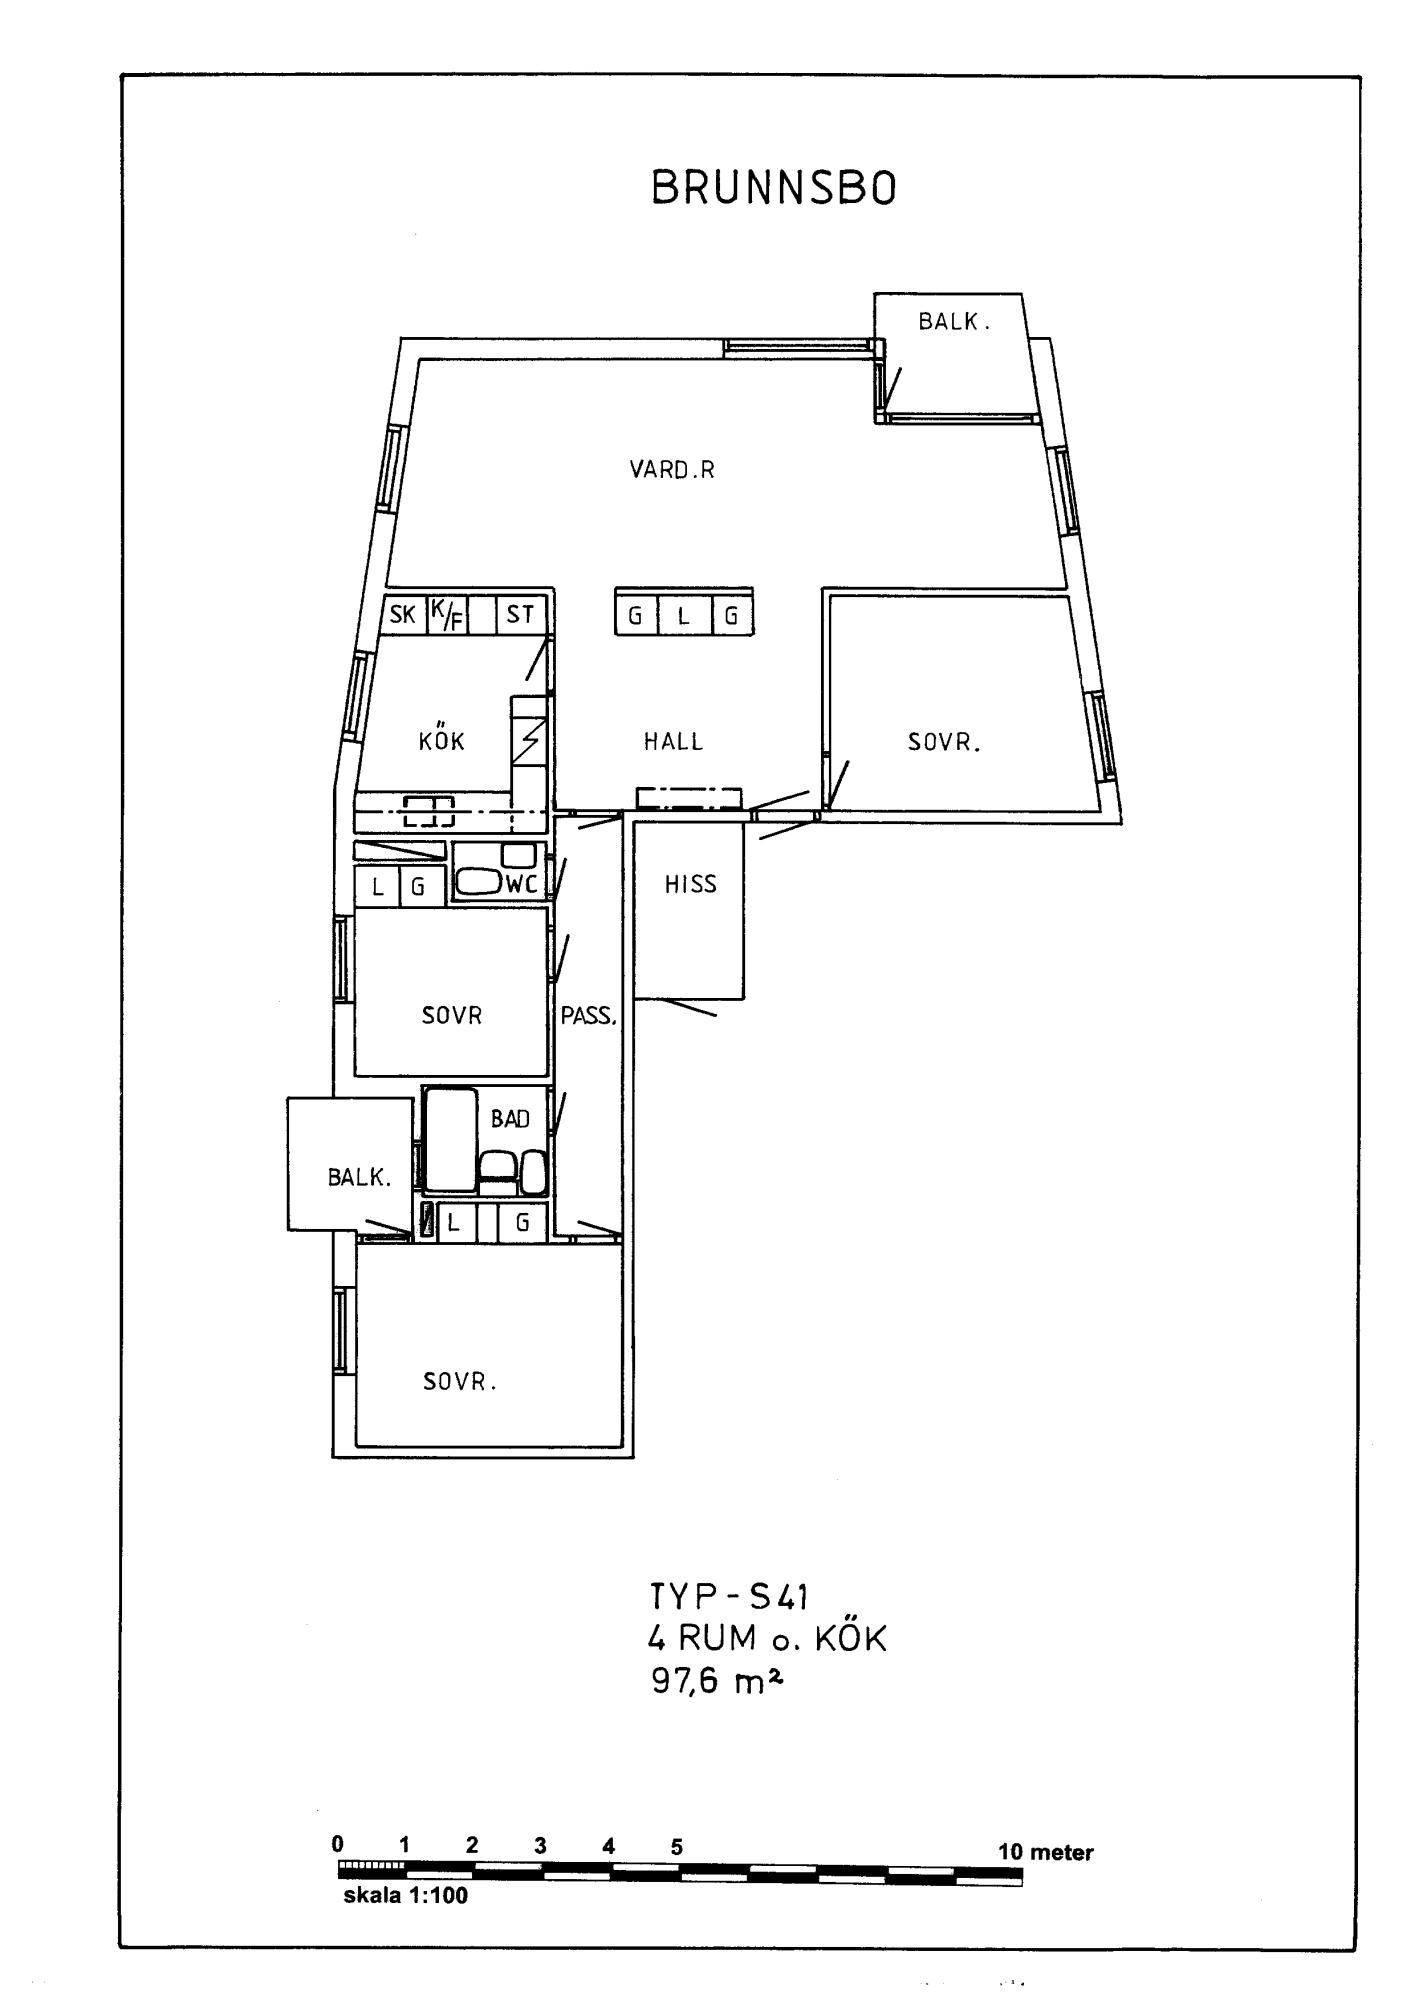 BRUNNSBO
BALK.
VARD.R
SK K/F ST
G L G
KÖK
HALL
SOVR.
WC
L G
HISS
SOVR
PASS.
BAD
BALK.
L G
SOVR.
TYP-S41
4 RUM o. KÖK
97,6 m²
0 1 2 3 4 5 10 meter
skala 1:100